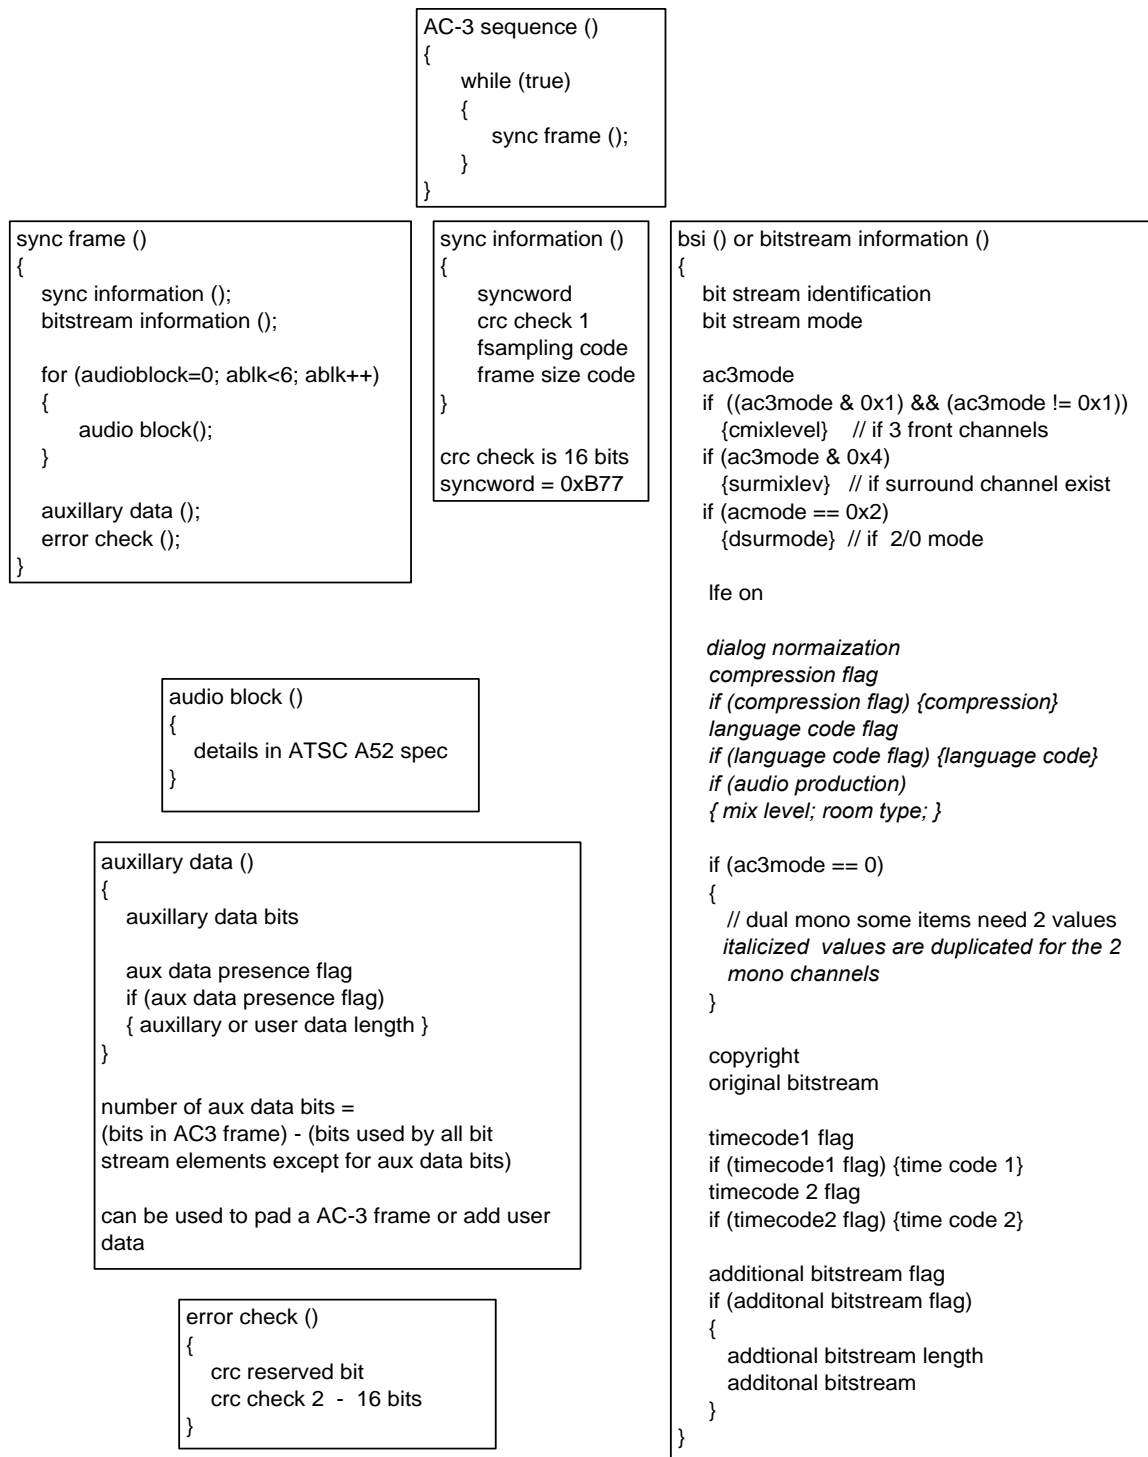 AC-3 sequence ()
{
while (true)
{
sync frame ();
}
}
sync frame ()
{
sync information ();
bitstream information ();
for (audioblock=0; ablk<6; ablk++)
{
audio block();
}
auxillary data ();
error check ();
}
sync information ()
{
syncword
crc check 1
fsampling code
frame size code
}
crc check is 16 bits
syncword = 0xB77
bsi () or bitstream information ()
{
bit stream identification
bit stream mode
ac3mode
if ((ac3mode & 0x1) && (ac3mode != 0x1))
{cmixlevel} // if 3 front channels
if (ac3mode & 0x4)
{surmixlev} // if surround channel exist
if (acmode == 0x2)
{dsurmode} // if 2/0 mode
lfe on
dialog normaization
compression flag
if (compression flag) {compression}
language code flag
if (language code flag) {language code}
if (audio production)
{ mix level; room type; }
if (ac3mode == 0)
{
// dual mono some items need 2 values
italicized values are duplicated for the 2
mono channels
}
copyright
original bitstream
timecode1 flag
if (timecode1 flag) {time code 1}
timecode 2 flag
if (timecode2 flag) {time code 2}
additional bitstream flag
if (additonal bitstream flag)
{
addtional bitstream length
additonal bitstream
}
}
audio block ()
{
details in ATSC A52 spec
}
auxillary data ()
{
auxillary data bits
aux data presence flag
if (aux data presence flag)
{ auxillary or user data length }
}
number of aux data bits =
(bits in AC3 frame) - (bits used by all bit
stream elements except for aux data bits)
can be used to pad a AC-3 frame or add user
data
error check ()
{
crc reserved bit
crc check 2 - 16 bits
}